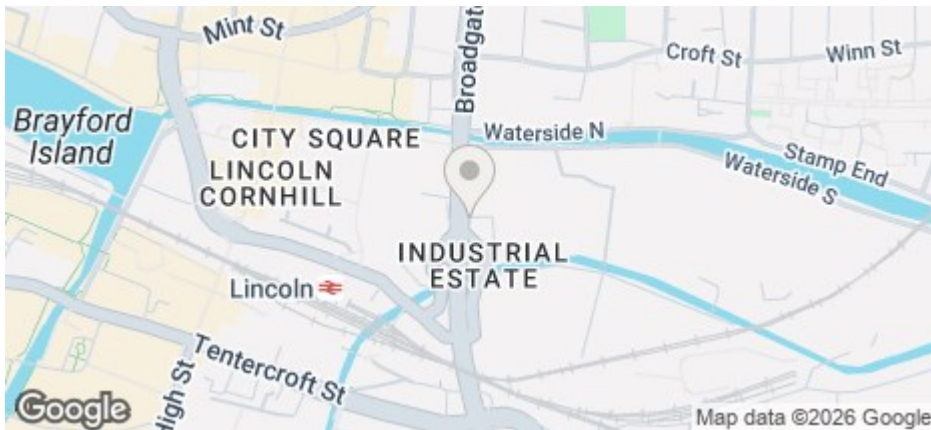 Mint St
Broadgate
Croft St
Winn St
Brayford
Island
CITY SQUARE
Waterside N
LINCOLN
CORNHILL
Stamp End
Waterside S
INDUSTRIAL
ESTATE
Lincoln
Tentercroft St
High St
Google
Map data ©2026 Google